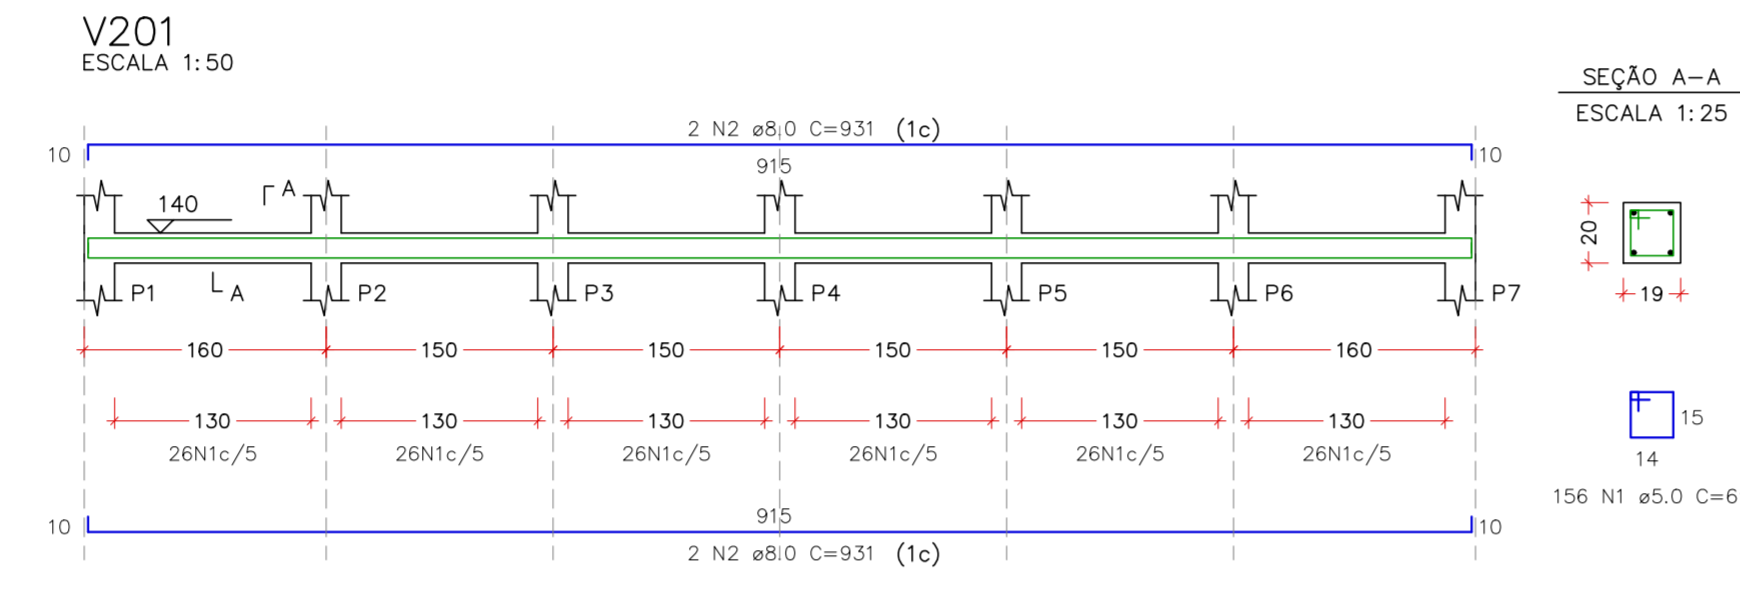 V201
ESCALA 1:50
SEÇÃO A-A
ESCALA 1:25
2 N2 ø8.0 C=931 (1c)
10
915
10
A
140
20
A
P1
P2
P3
P4
P5
P6
P7
19
160
150
150
150
150
160
130
130
130
130
130
130
15
26N1c/5
26N1c/5
26N1c/5
26N1c/5
26N1c/5
26N1c/5
14
156 N1 ø5.0 C=6
915
10
10
2 N2 ø8.0 C=931 (1c)